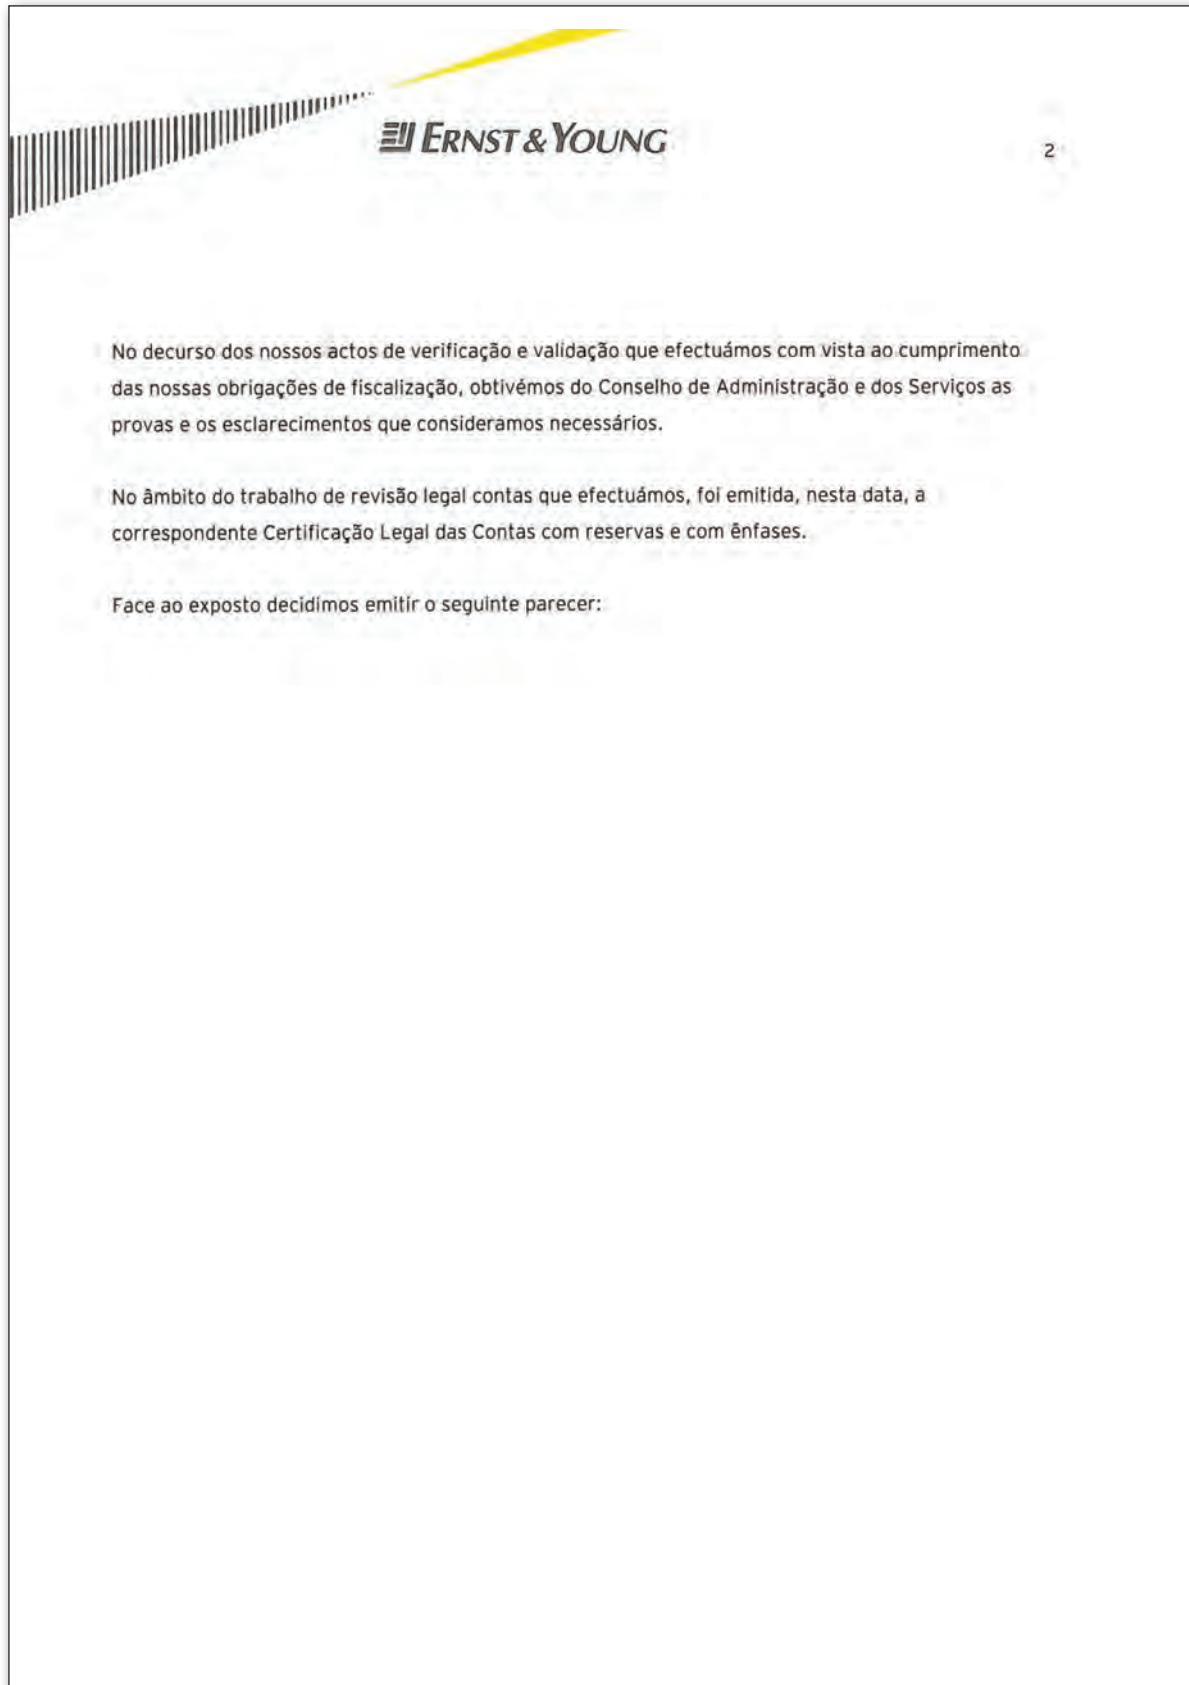 ERNST & YOUNG
2
No decurso dos nossos actos de verificação e validação que efectuámos com vista ao cumprimento
das nossas obrigações de fiscalização, obtivémos do Conselho de Administração e dos Serviços as
provas e os esclarecimentos que consideramos necessários.
No âmbito do trabalho de revisão legal contas que efectuámos, foi emitida, nesta data, a
correspondente Certificação Legal das Contas com reservas e com ênfases.
Face ao exposto decidimos emitir o seguinte parecer: